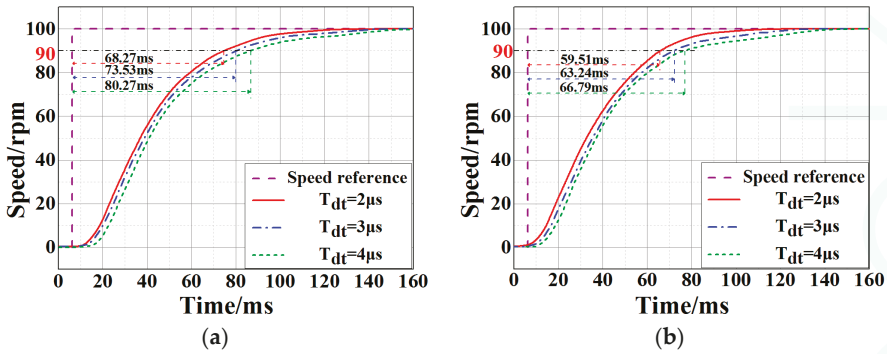 100
90
80
60
40
20
0
Speed/rpm
68.27ms
73.53ms
80.27ms
Speed reference
Tdt=2μs
Tdt=3μs
Tdt=4μs
0 20 40 60 80 100 120 140 160
Time/ms
(a)
100
90
80
60
40
20
0
Speed/rpm
59.51ms
63.24ms
66.79ms
Speed reference
Tdt=2μs
Tdt=3μs
Tdt=4μs
0 20 40 60 80 100 120 140 160
Time/ms
(b)